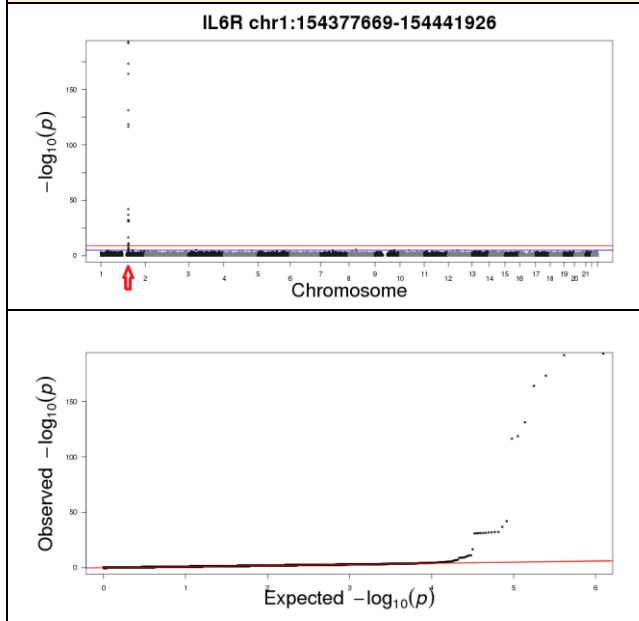 IL6R chr1:154377669-154441926
−log₁₀(p)
150
100
50
0
1 2 3 4 5 6 7 8 9 10 11 12 13 14 15 16 17 18 19 20 21
Chromosome
Observed −log₁₀(p)
150
100
50
0
0 1 2 3 4 5 6
Expected −log₁₀(p)